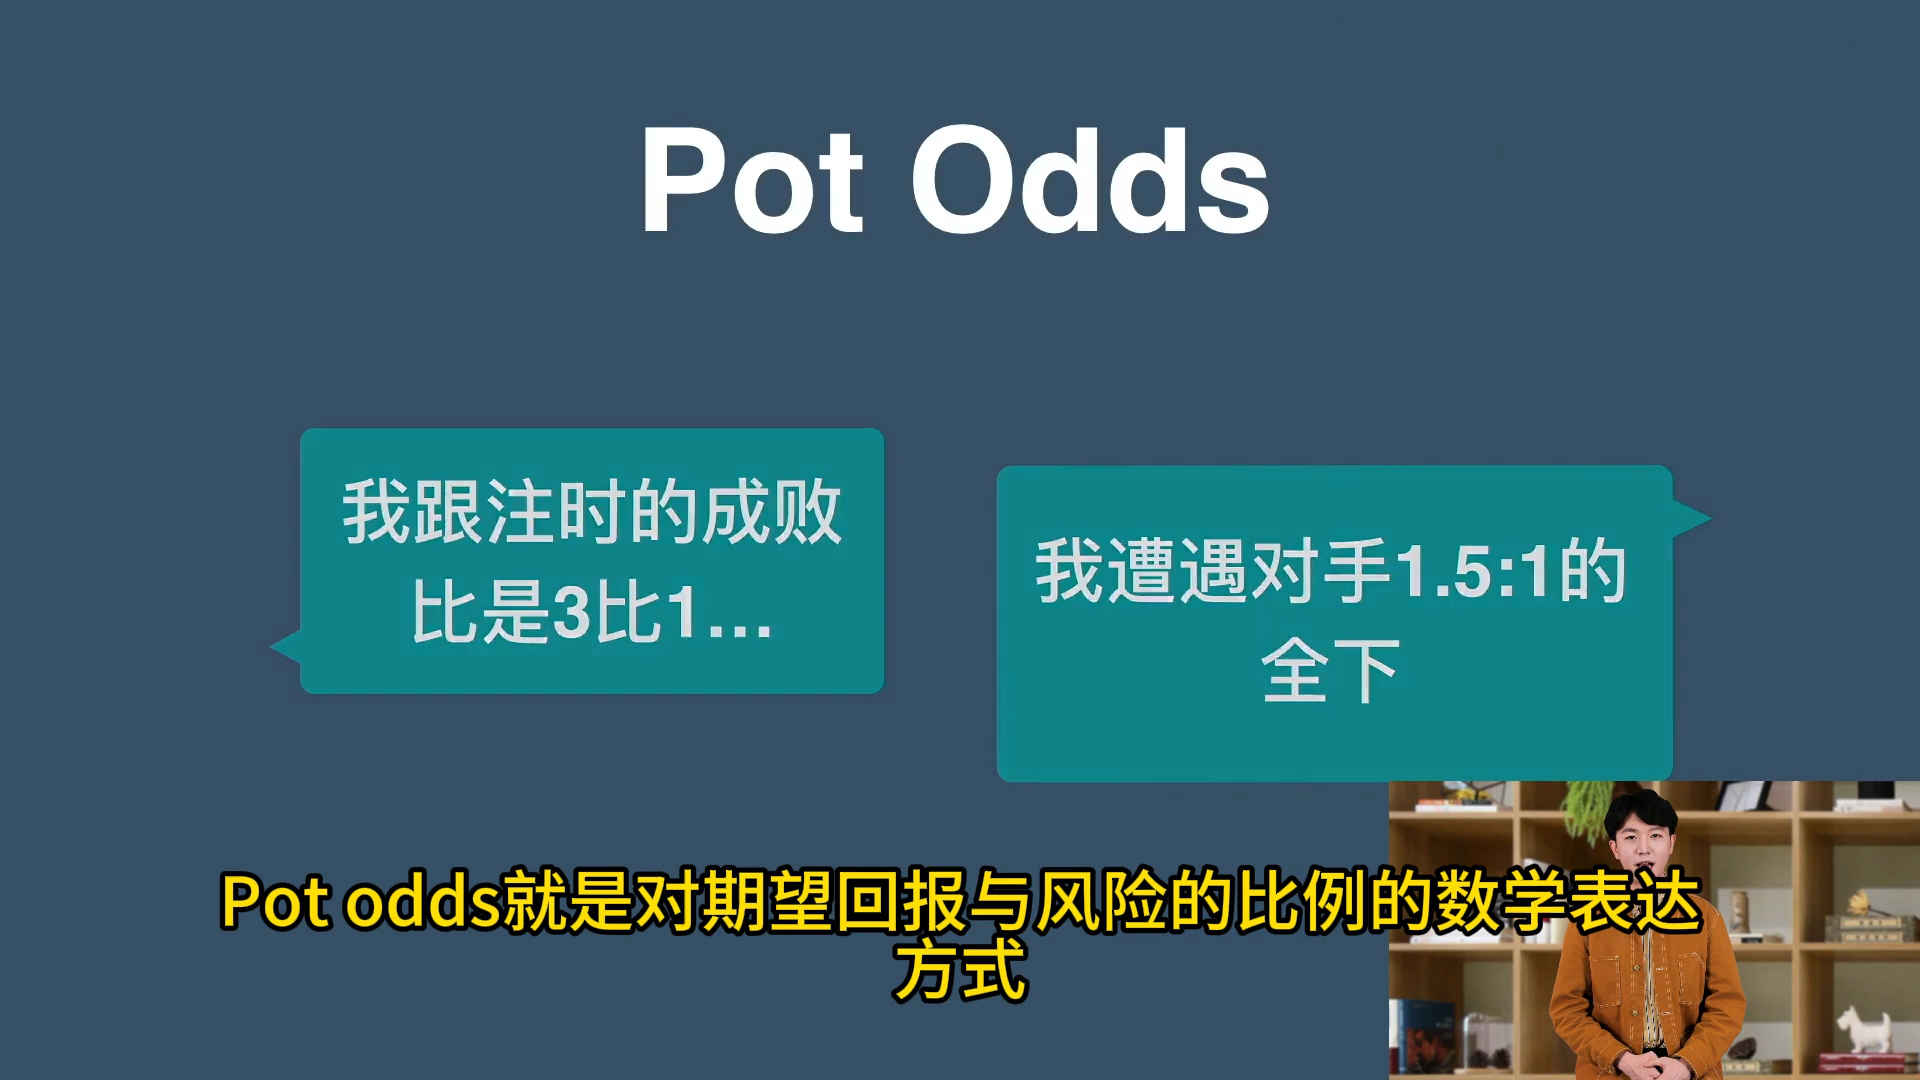 Pot Odds
我跟注时的成败
比是3比1...
我遭遇对手1.5:1的
全下
Pot odds就是对期望回报与风险的比例的数学表达
方式